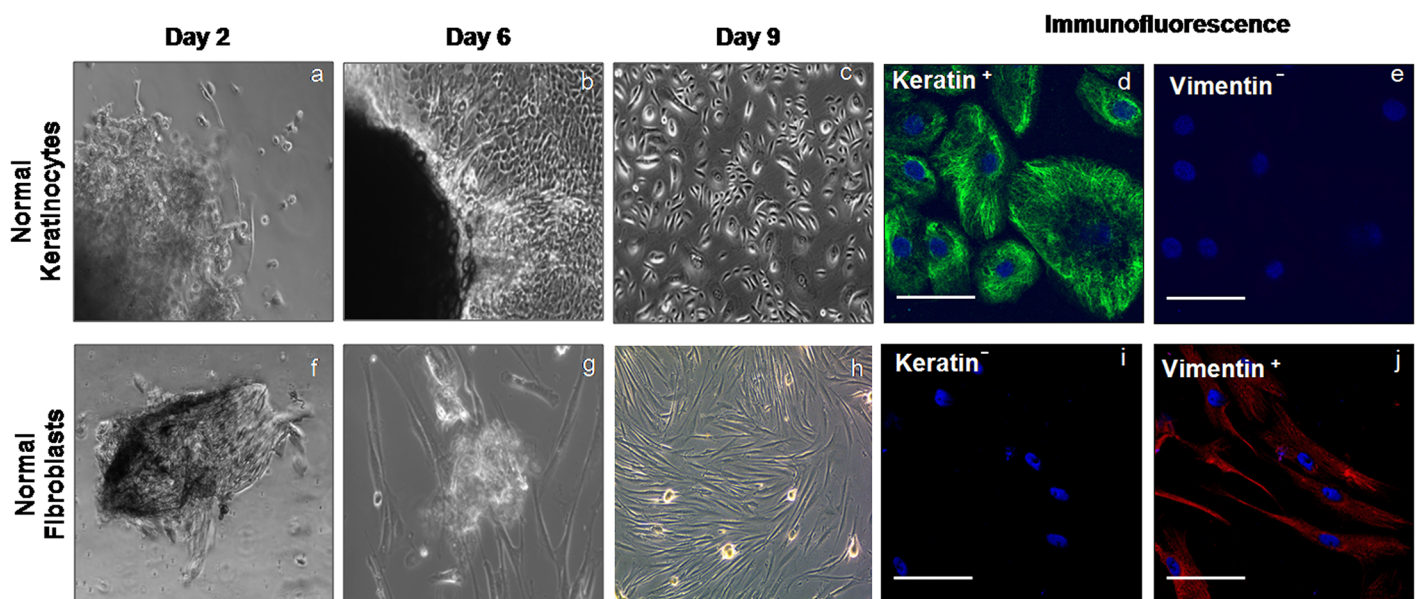 Day 2
Day 6
Day 9
Immunofluorescence
Normal
Keratinocytes
a
b
c
Keratin +
d
Vimentin –
e
Normal
Fibroblasts
f
g
h
Keratin –
i
Vimentin +
j